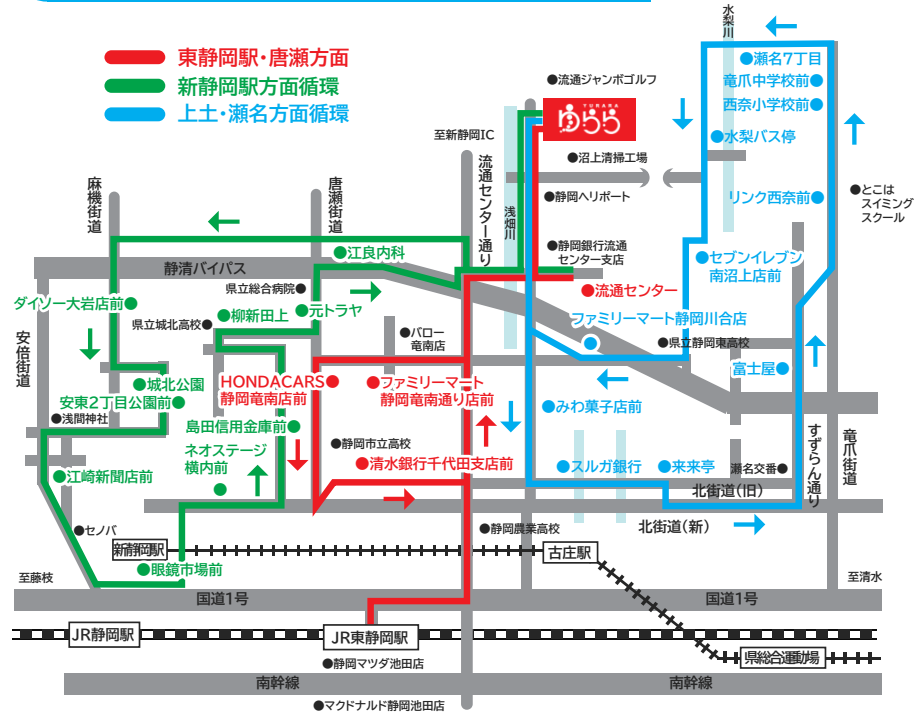 東静岡駅・唐瀬方面
新静岡駅方面循環
上土・瀬名方面循環
水梨川
●瀬名7丁目
竜爪中学校前●
西奈小学校前●
●水梨バス停
リンク西奈前●
●とこは
スイミング
スクール
●流通ジャンボゴルフ
YURARA
ゆらら
至新静岡IC
流通センター通り
浅畑川
●沼上清掃工場
●静岡ヘリポート
●静岡銀行流通
センター支店
●流通センター
●セブンイレブン
南沼上店前
ファミリーマート静岡川合店
●県立静岡東高校
富士屋●
麻機街道
唐瀬街道
静清バイパス
●江良内科
県立総合病院●
●元トラヤ
●柳新田上
県立城北高校●
ダイソー大岩店前●
安倍街道
●城北公園
安東2丁目公園前●
●浅間神社
●江崎新聞店前
●バロー
竜南店
HONDACARS●
静岡竜南店前
●ファミリーマート
静岡竜南通り店前
島田信用金庫前●
ネオステージ
横内前
●静岡市立高校
●清水銀行千代田支店前
●みわ菓子店前
●スルガ銀行
●来来亭
瀬名交番●
すずらん通り
竜爪街道
北街道(旧)
北街道(新)
●セノバ
新静岡駅
●眼鏡市場前
●静岡農業高校
古庄駅
至藤枝
至清水
国道1号
国道1号
JR静岡駅
JR東静岡駅
県総合運動場
●静岡マツダ池田店
南幹線
南幹線
●マクドナルド静岡池田店